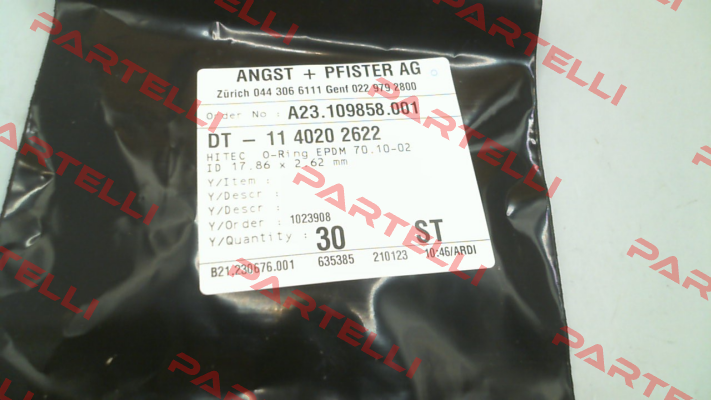 ANGST + PFISTER AG
Zürich 044 306 6111 Genf 022 979 2800
Order No : A23.109858.001
DT - 11 4020 2622
HITEC O-Ring EPDM 70.10-02
ID 17.86 x 2.62 mm
Y/Item :
Y/Descr :
Y/Descr :
Y/Order : 1023908
Y/Quantity : 30 ST
B21.230676.001 635385 210123 10:46/ARDI
PARTELLI
PARTELLI
PARTELLI
PARTELLI
PARTELLI
PARTELLI
PARTELLI